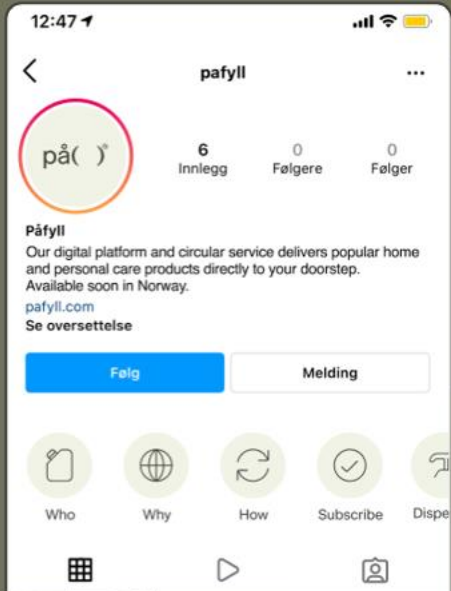 12:47
pafyll
på( )°
6 0 0
Innlegg Følgere Følger
Påfyll
Our digital platform and circular service delivers popular home
and personal care products directly to your doorstep.
Available soon in Norway.
pafyll.com
Se oversettelse
Følg Melding
Who Why How Subscribe Dispe